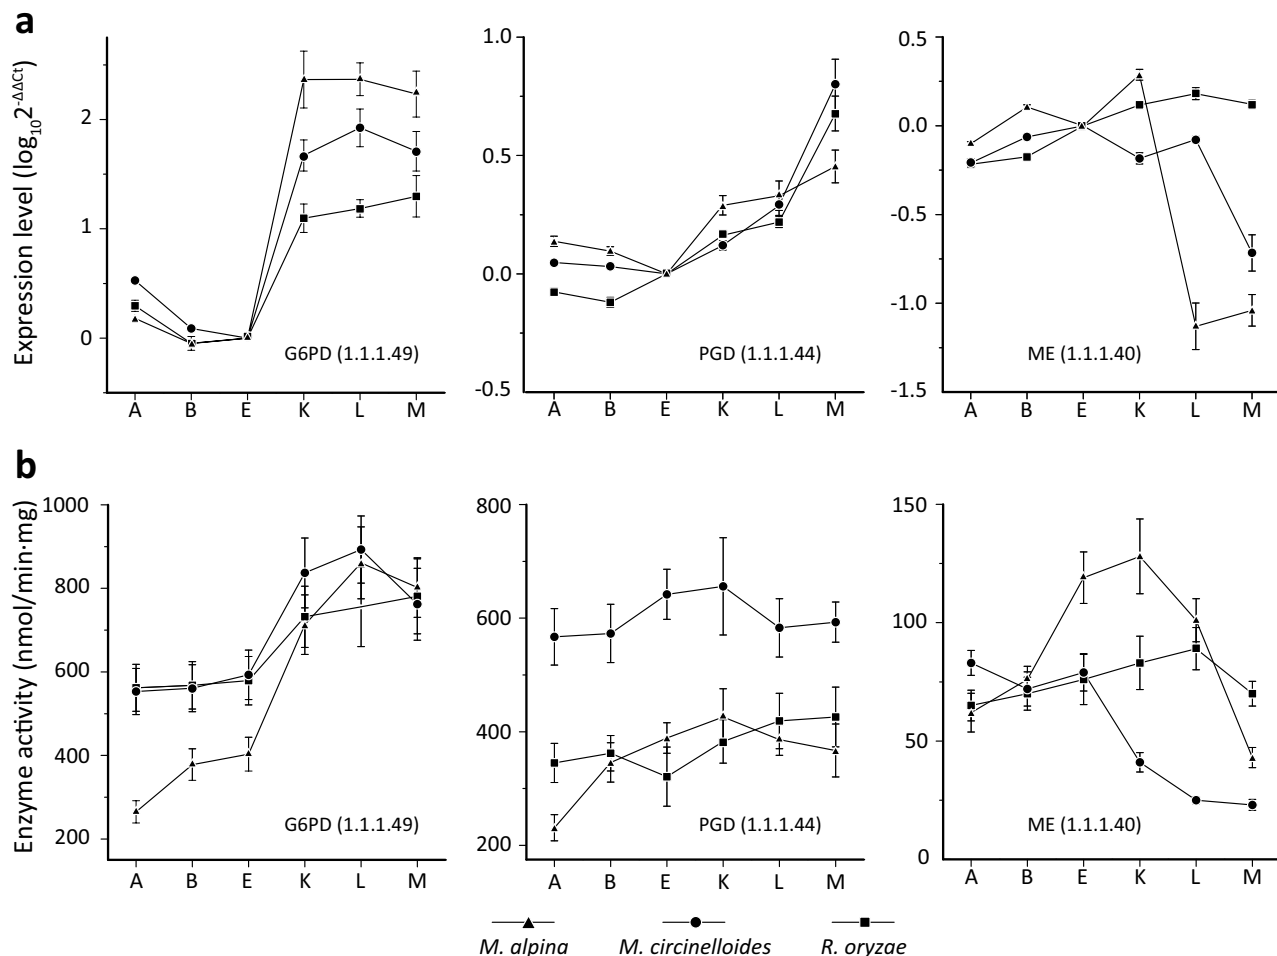 a
Expression level (log10 2-ΔΔCt)
2
1
0
G6PD (1.1.1.49)
A B E K L M
1.0
0.5
0.0
-0.5
PGD (1.1.1.44)
A B E K L M
0.5
0.0
-0.5
-1.0
-1.5
ME (1.1.1.40)
A B E K L M
b
Enzyme activity (nmol/min·mg)
1000
800
600
400
200
G6PD (1.1.1.49)
A B E K L M
800
600
400
200
PGD (1.1.1.44)
A B E K L M
150
100
50
0
ME (1.1.1.40)
A B E K L M
M. alpina M. circinelloides R. oryzae